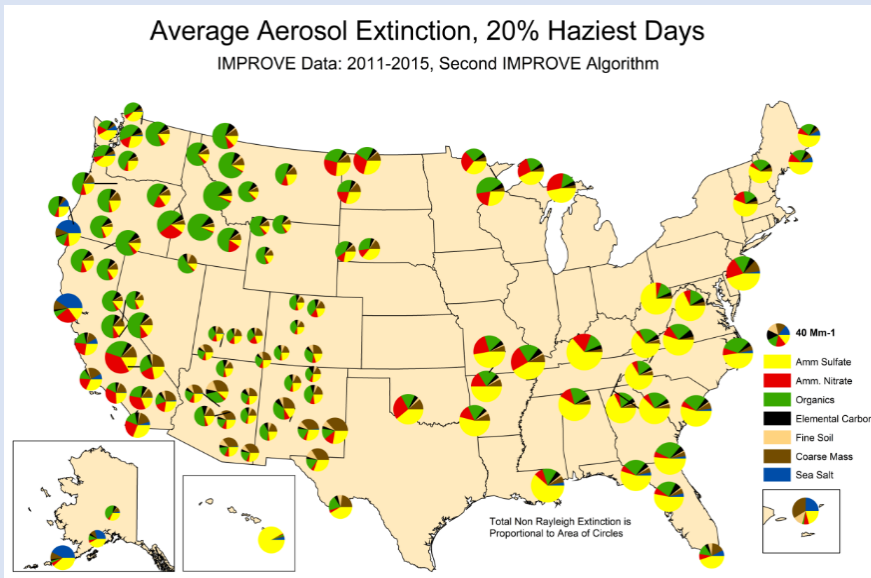 Average Aerosol Extinction, 20% Haziest Days
IMPROVE Data: 2011-2015, Second IMPROVE Algorithm
40 Mm-1
Amm Sulfate
Amm. Nitrate
Organics
Elemental Carbon
Fine Soil
Coarse Mass
Sea Salt
Total Non Rayleigh Extinction is
Proportional to Area of Circles